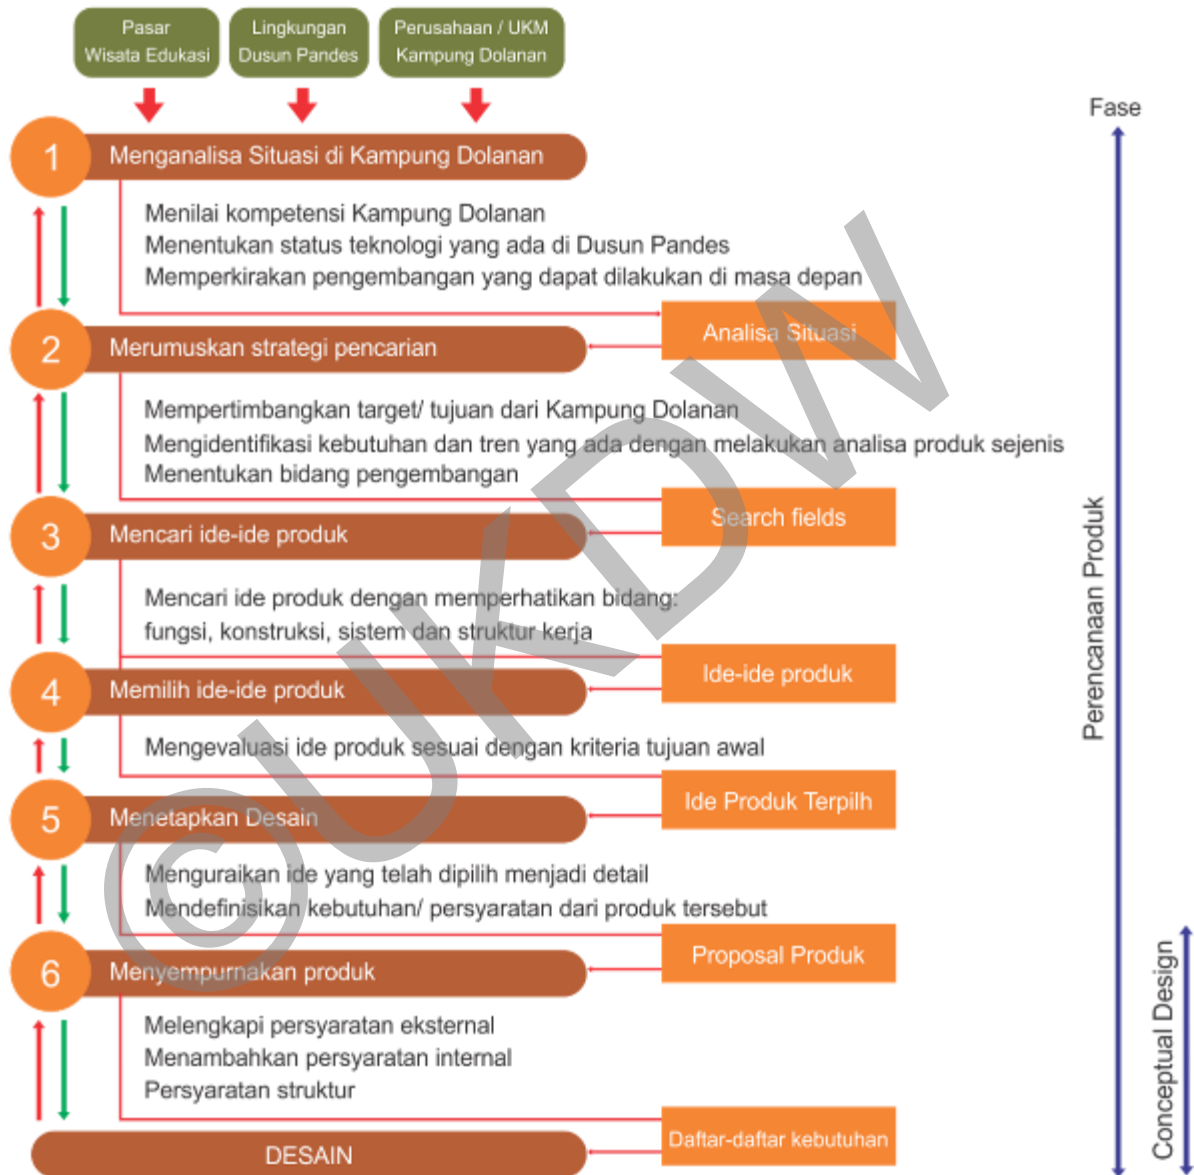 Pasar
Wisata Edukasi
Lingkungan
Dusun Pandes
Perusahaan / UKM
Kampung Dolanan
Fase
1
Menganalisa Situasi di Kampung Dolanan
Menilai kompetensi Kampung Dolanan
Menentukan status teknologi yang ada di Dusun Pandes
Memperkirakan pengembangan yang dapat dilakukan di masa depan
Analisa Situasi
2
Merumuskan strategi pencarian
Mempertimbangkan target/ tujuan dari Kampung Dolanan
Mengidentifikasi kebutuhan dan tren yang ada dengan melakukan analisa produk sejenis
Menentukan bidang pengembangan
Search fields
3
Mencari ide-ide produk
Mencari ide produk dengan memperhatikan bidang:
fungsi, konstruksi, sistem dan struktur kerja
Ide-ide produk
4
Memilih ide-ide produk
Mengevaluasi ide produk sesuai dengan kriteria tujuan awal
Ide Produk Terpilh
5
Menetapkan Desain
Menguraikan ide yang telah dipilih menjadi detail
Mendefinisikan kebutuhan/ persyaratan dari produk tersebut
Proposal Produk
6
Menyempurnakan produk
Melengkapi persyaratan eksternal
Menambahkan persyaratan internal
Persyaratan struktur
Daftar-daftar kebutuhan
DESAIN
Perencanaan Produk
Conceptual Design
©UKDW